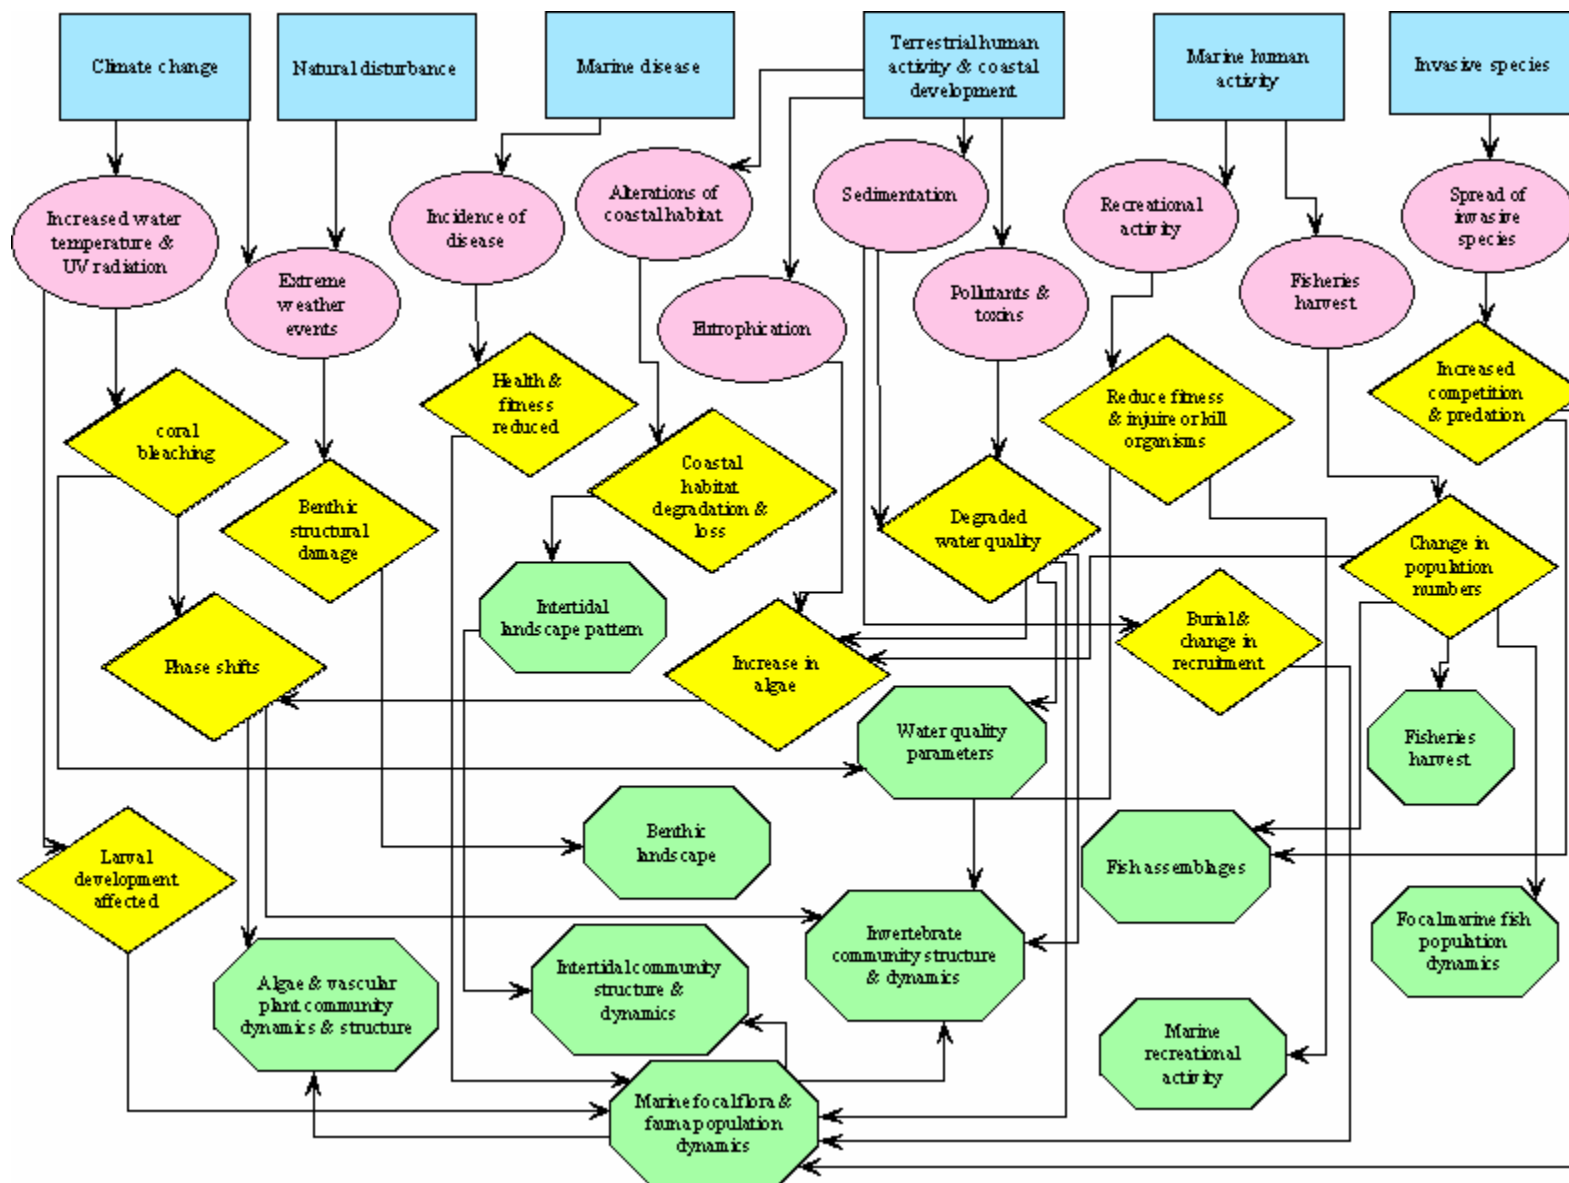 Climate change
Natural disturbance
Marine disease
Terrestrial human
activity & coastal
development
Marine human
activity
Invasive species
Increased water
temperature &
UV radiation
Extreme
weather
events
Incidence of
disease
Alterations of
coastal habitat
Eutrophication
Sedimentation
Pollutants &
toxins
Recreational
activity
Fisheries
harvest
Spread of
invasive
species
coral
bleaching
Benthic
structural
damage
Health &
fitness
reduced
Coastal
habitat
degradation &
loss
Degraded
water quality
Reduce fitness
& injuire or kill
organisms
Increased
competition
& predation
Change in
population
numbers
Phase shifts
Intertidal
landscape pattern
Increase in
algae
Burial &
change in
recruitment
Water quality
parameters
Fisheries
harvest
Larval
development
affected
Benthic
landscape
Fish assemblages
Focal marine fish
population
dynamics
Algae & vascular
plant community
dynamics & structure
Intertidal community
structure &
dynamics
Invertebrate
community structure
& dynamics
Marine
recreational
activity
Marine focal flora &
fauna population
dynamics